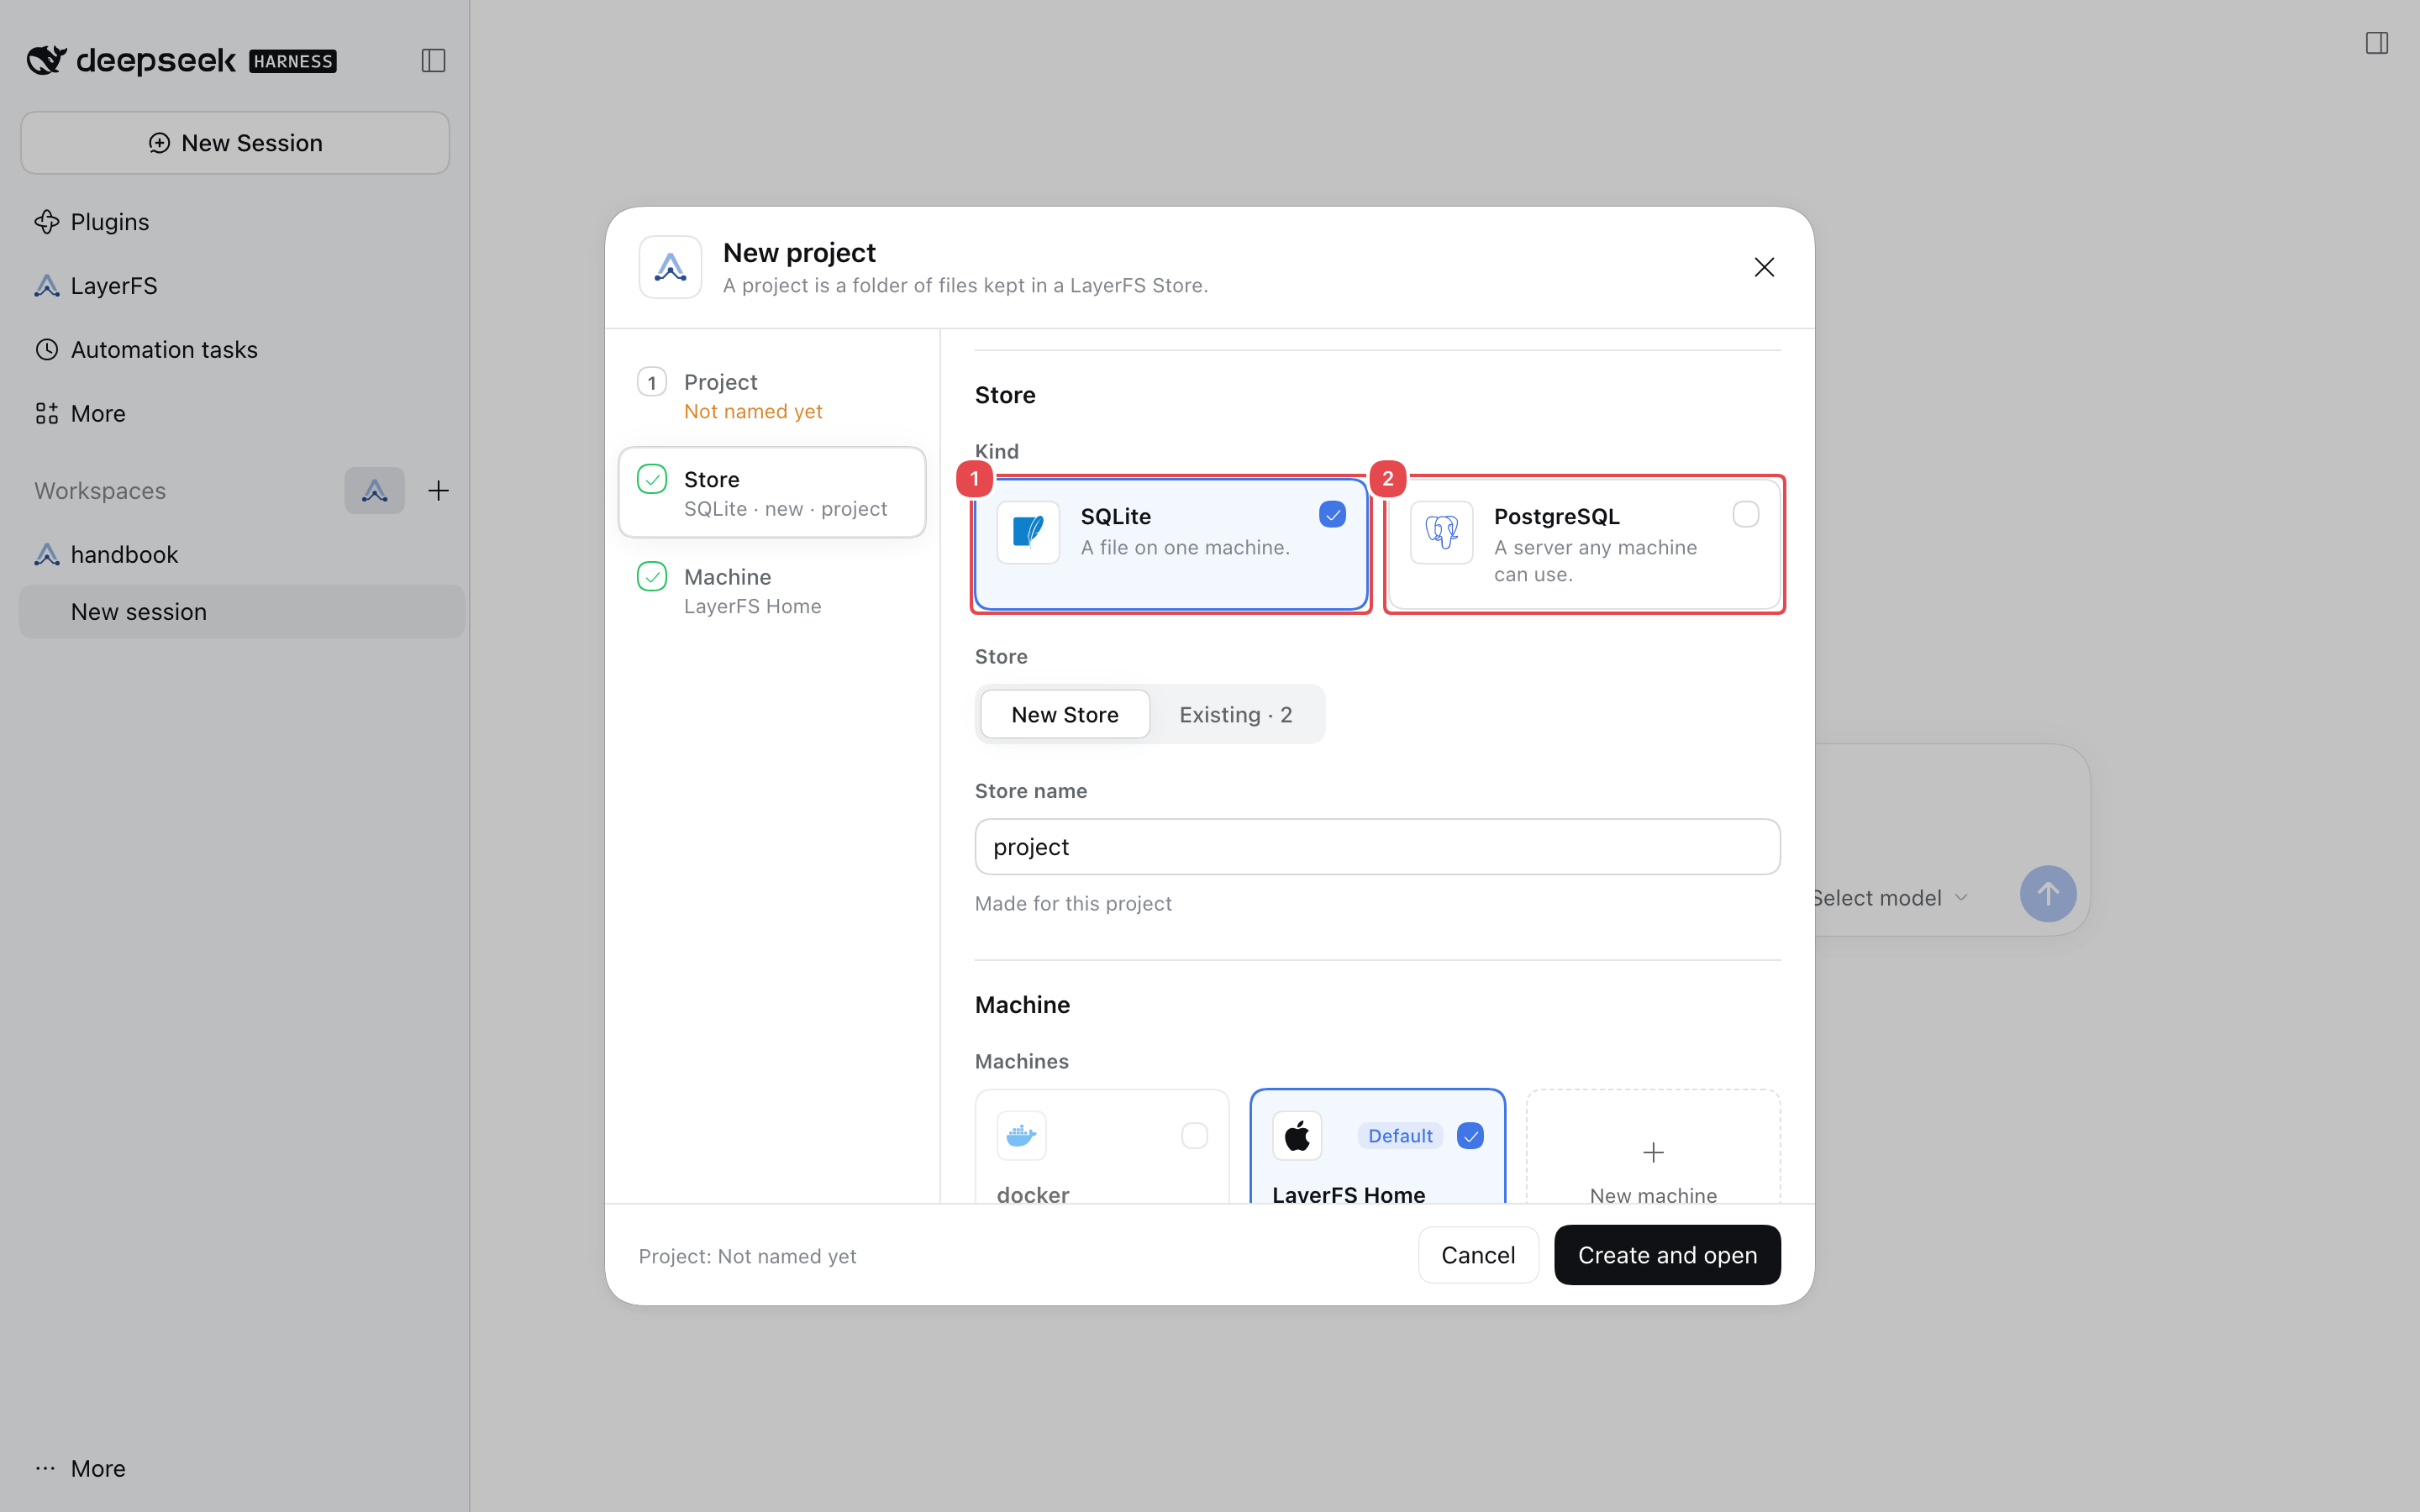 deepseek HARNESS
New Session
Plugins
LayerFS
Automation tasks
More
Workspaces
handbook
New session
More
New project
A project is a folder of files kept in a LayerFS Store.
1 Project
Not named yet
Store
SQLite · new · project
Machine
LayerFS Home
Store
Kind
1
SQLite
A file on one machine.
2
PostgreSQL
A server any machine
can use.
Store
New Store
Existing · 2
Store name
project
Made for this project
Machine
Machines
docker
Default
LayerFS Home
New machine
Project: Not named yet
Cancel
Create and open
Select model